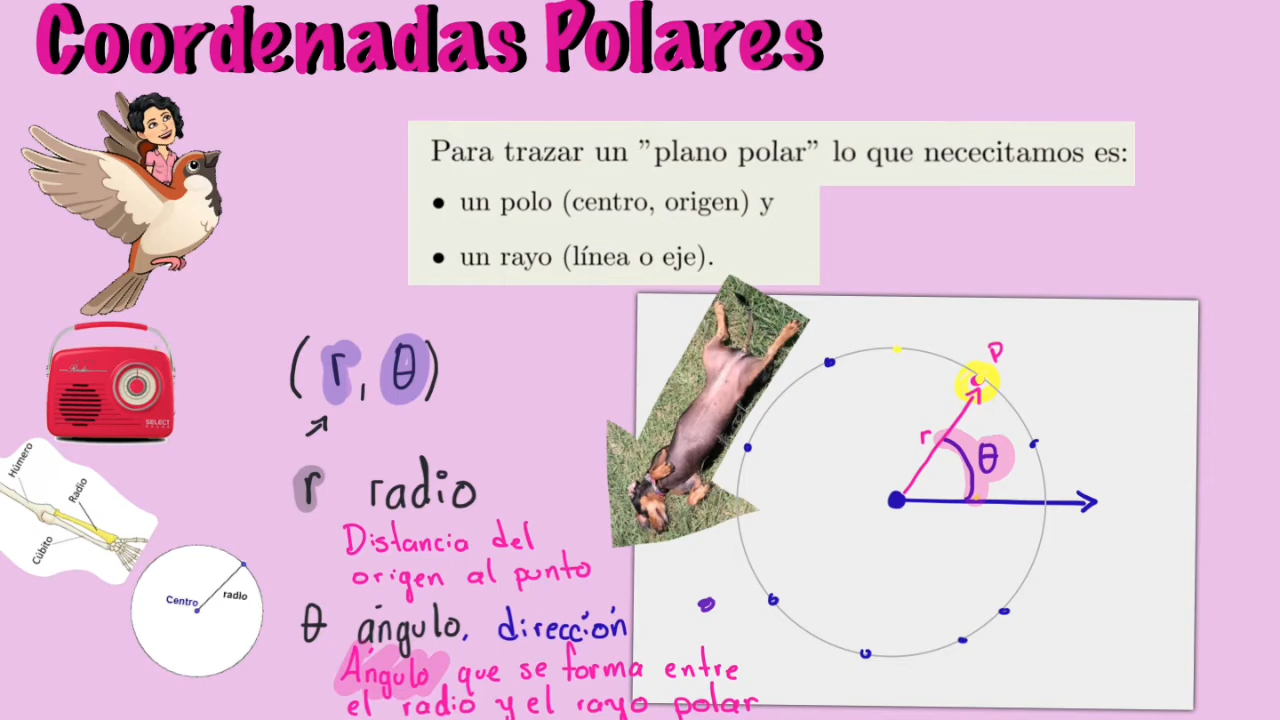 Coordenadas Polares
Para trazar un "plano polar" lo que nececitamos es:
• un polo (centro, origen) y
• un rayo (línea o eje).
(r, θ)
r radio
Distancia del
origen al punto
θ ángulo, dirección
Ángulo que se forma entre
el radio y el rayo polar
Radio
SELECT
Húmero
Radio
Cúbito
Centro
radio
P
r
θ